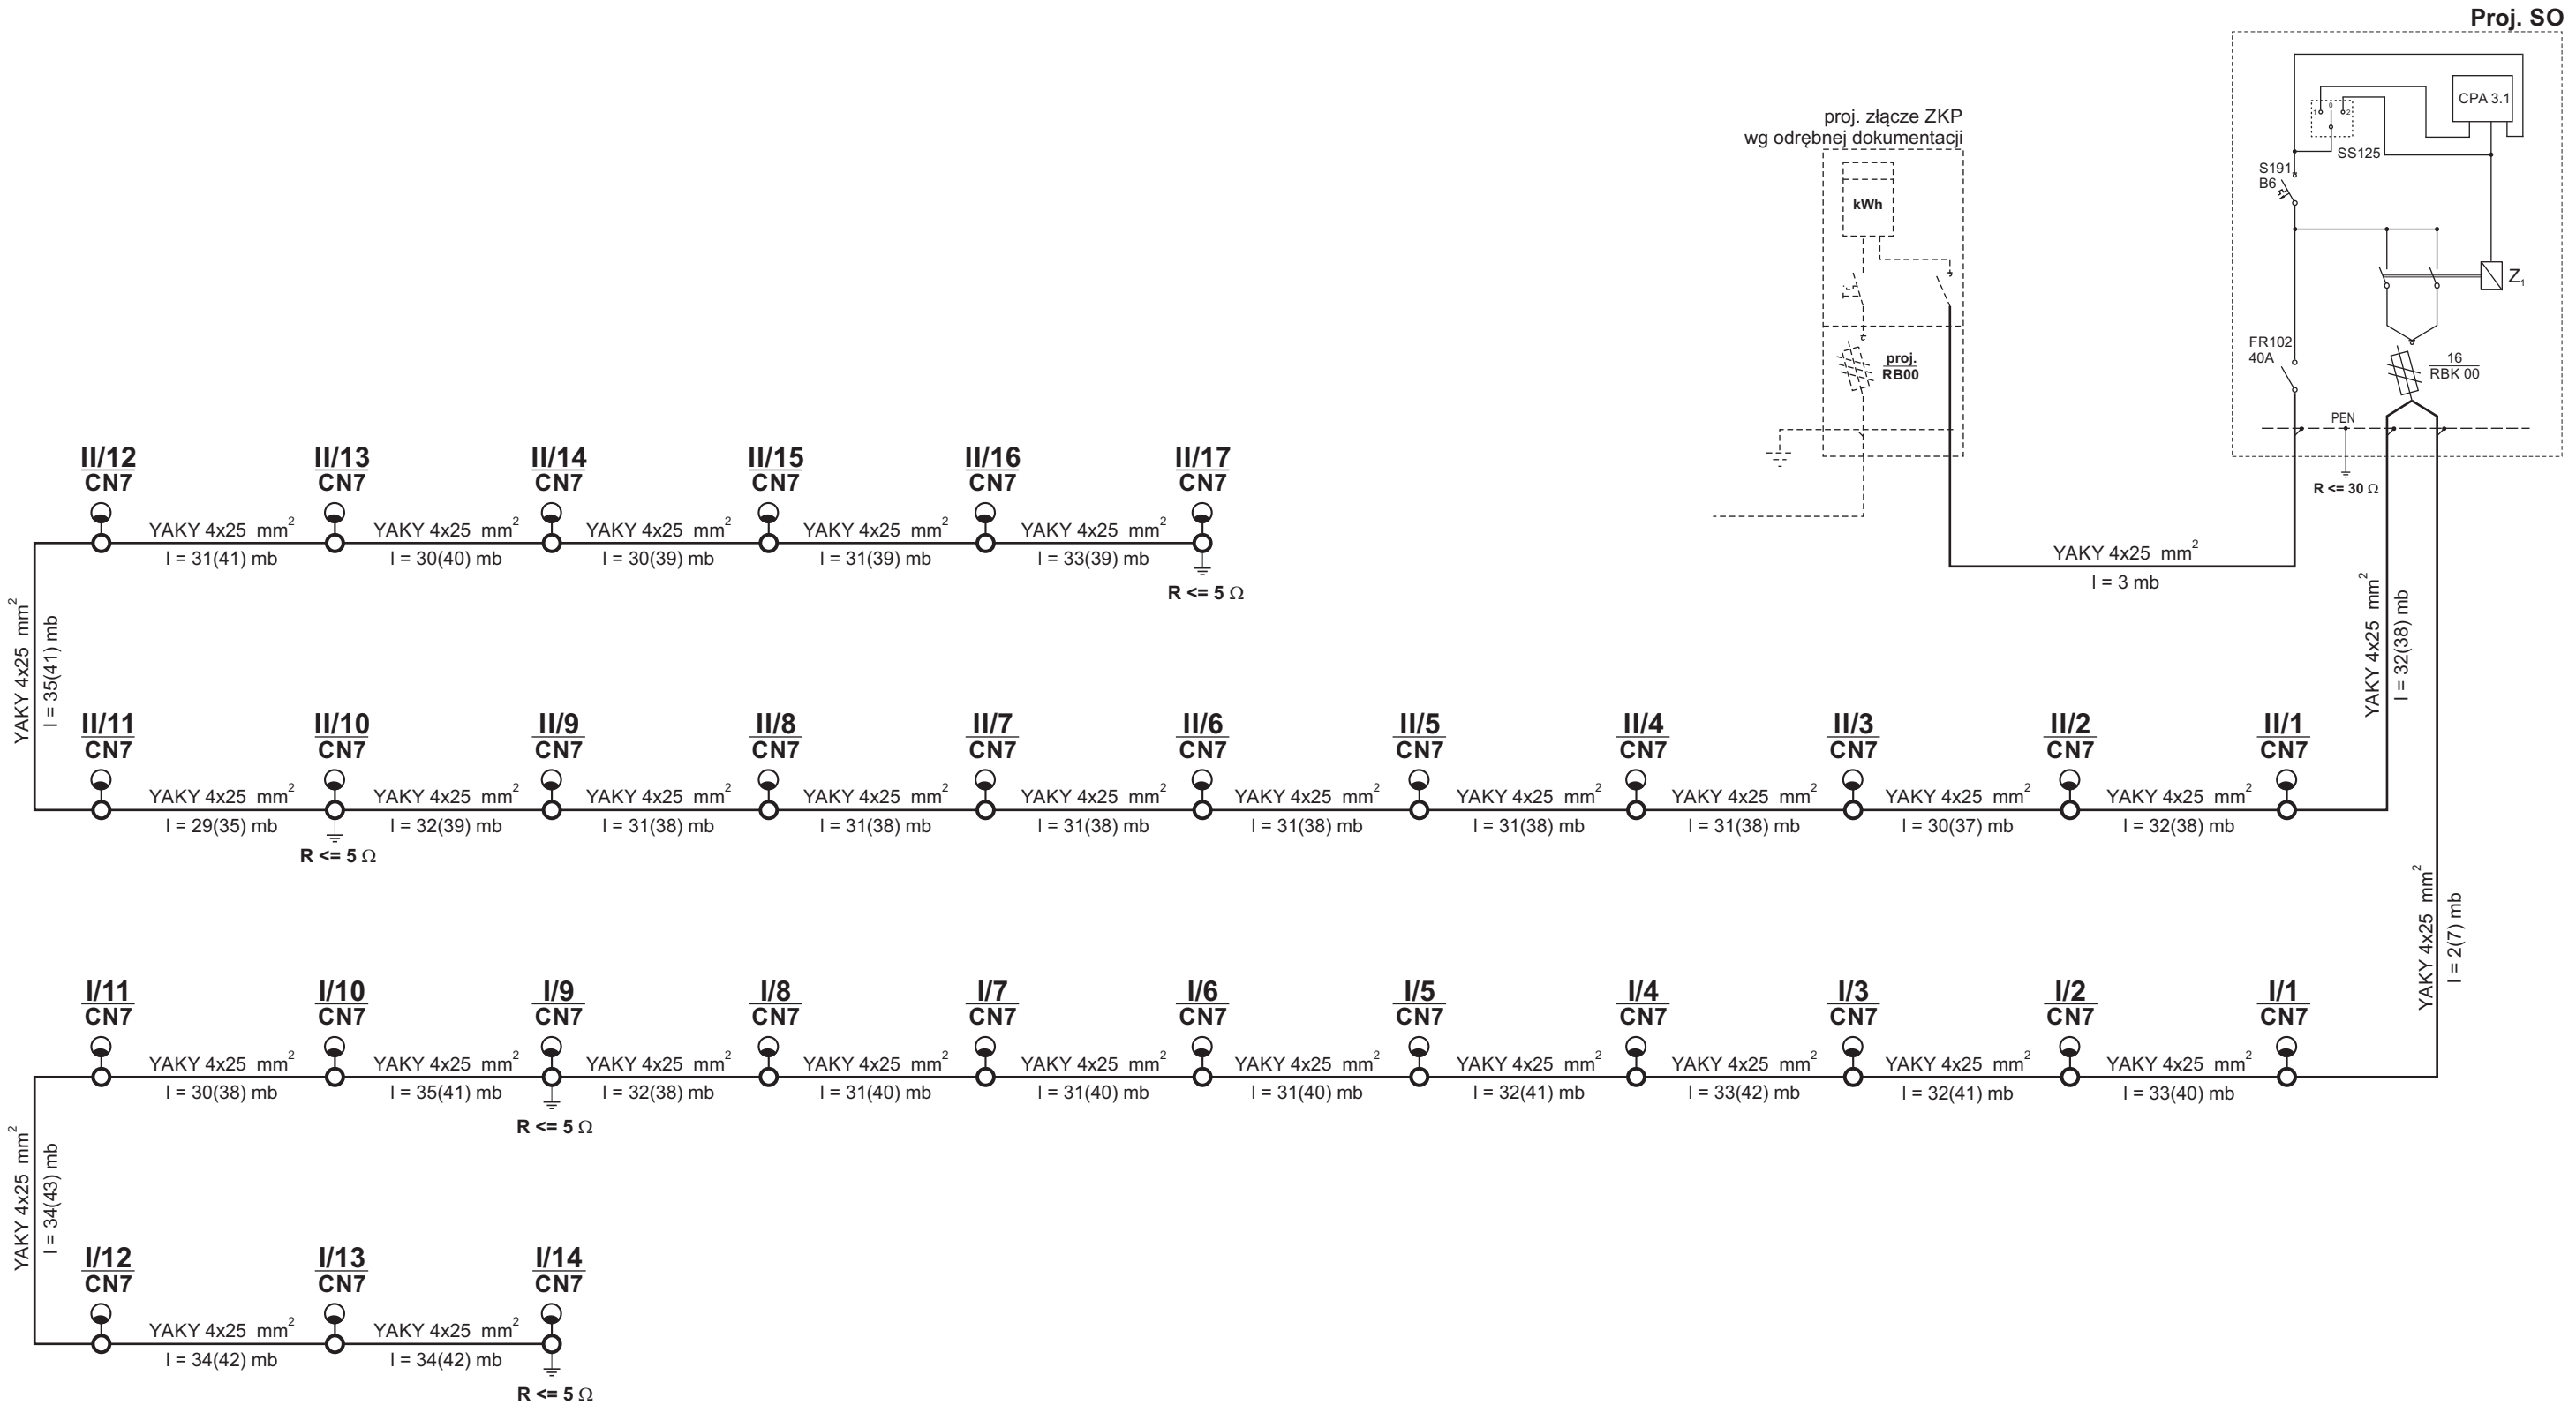 Proj. SO
CPA 3.1
1 0 2
SS125
S191
B6
Z1
FR102
40A
16
RBK 00
PEN
R <= 30 Ω
proj. złącze ZKP
wg odrębnej dokumentacji
kWh
proj.
RB00
YAKY 4x25 mm2
l = 3 mb
YAKY 4x25 mm2
l = 32(38) mb
YAKY 4x25 mm2
l = 2(7) mb
II/12 II/13 II/14 II/15 II/16 II/17
CN7 CN7 CN7 CN7 CN7 CN7
YAKY 4x25 mm2 YAKY 4x25 mm2 YAKY 4x25 mm2 YAKY 4x25 mm2 YAKY 4x25 mm2
l = 31(41) mb l = 30(40) mb l = 30(39) mb l = 31(39) mb l = 33(39) mb
R <= 5 Ω
YAKY 4x25 mm2
l = 35(41) mb
II/11 II/10 II/9 II/8 II/7 II/6 II/5 II/4 II/3 II/2 II/1
CN7 CN7 CN7 CN7 CN7 CN7 CN7 CN7 CN7 CN7 CN7
YAKY 4x25 mm2 YAKY 4x25 mm2 YAKY 4x25 mm2 YAKY 4x25 mm2 YAKY 4x25 mm2 YAKY 4x25 mm2 YAKY 4x25 mm2 YAKY 4x25 mm2 YAKY 4x25 mm2 YAKY 4x25 mm2
l = 29(35) mb l = 32(39) mb l = 31(38) mb l = 31(38) mb l = 31(38) mb l = 31(38) mb l = 31(38) mb l = 31(38) mb l = 30(37) mb l = 32(38) mb
R <= 5 Ω
I/11 I/10 I/9 I/8 I/7 I/6 I/5 I/4 I/3 I/2 I/1
CN7 CN7 CN7 CN7 CN7 CN7 CN7 CN7 CN7 CN7 CN7
YAKY 4x25 mm2 YAKY 4x25 mm2 YAKY 4x25 mm2 YAKY 4x25 mm2 YAKY 4x25 mm2 YAKY 4x25 mm2 YAKY 4x25 mm2 YAKY 4x25 mm2 YAKY 4x25 mm2 YAKY 4x25 mm2
l = 30(38) mb l = 35(41) mb l = 32(38) mb l = 31(40) mb l = 31(40) mb l = 31(40) mb l = 32(41) mb l = 33(42) mb l = 32(41) mb l = 33(40) mb
R <= 5 Ω
YAKY 4x25 mm2
l = 34(43) mb
I/12 I/13 I/14
CN7 CN7 CN7
YAKY 4x25 mm2 YAKY 4x25 mm2
l = 34(42) mb l = 34(42) mb
R <= 5 Ω